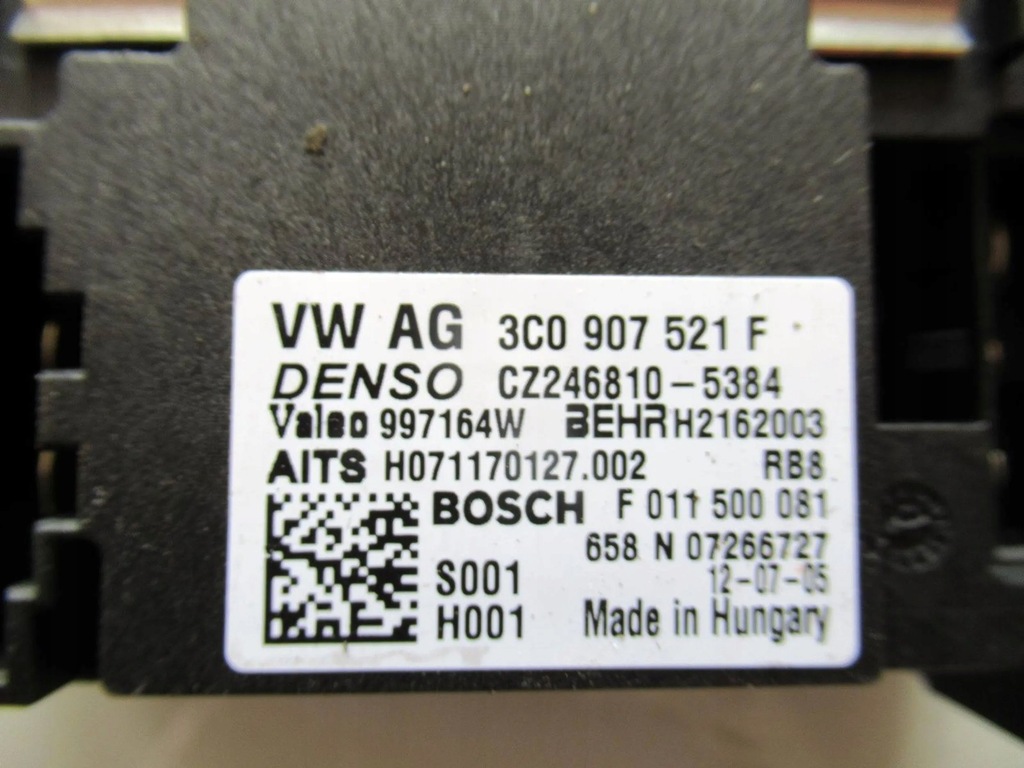 VW AG 3C0 907 521 F
DENSO CZ246810-5384
Valeo 997164W BEHR H2162003
AITS H071170127.002 RB8
BOSCH F 011 500 081
658 N 07266727
S001 12-07-05
H001 Made in Hungary